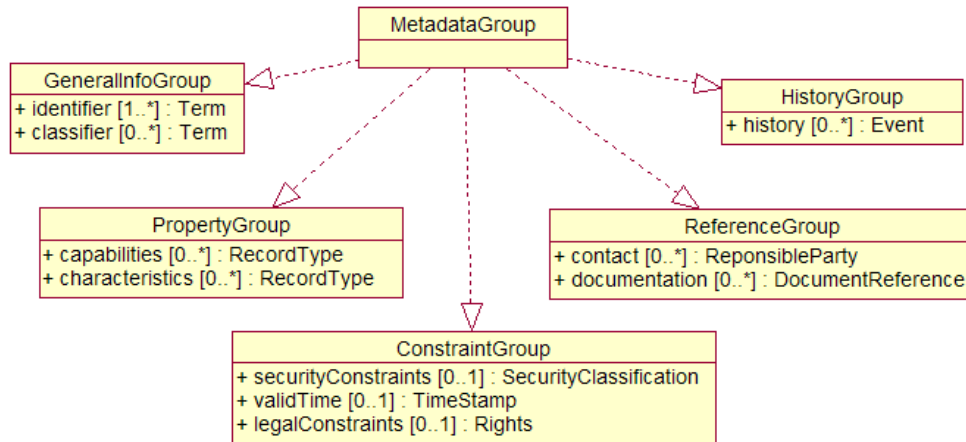 MetadataGroup
GeneralInfoGroup
+ identifier [1..*] : Term
+ classifier [0..*] : Term
HistoryGroup
+ history [0..*] : Event
PropertyGroup
+ capabilities [0..*] : RecordType
+ characteristics [0..*] : RecordType
ReferenceGroup
+ contact [0..*] : ReponsibleParty
+ documentation [0..*] : DocumentReference
ConstraintGroup
+ securityConstraints [0..1] : SecurityClassification
+ validTime [0..1] : TimeStamp
+ legalConstraints [0..1] : Rights